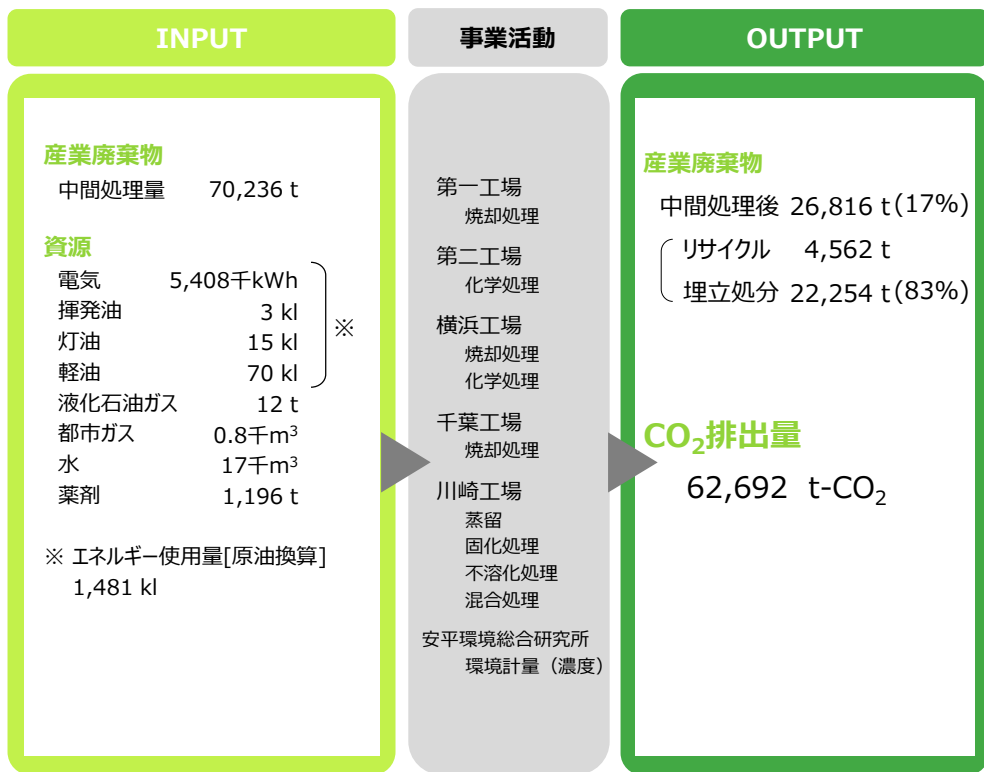 INPUT
産業廃棄物
中間処理量 70,236 t
資源
電気 5,408千kWh
揮発油 3 kl
灯油 15 kl
軽油 70 kl
※
液化石油ガス 12 t
都市ガス 0.8千m³
水 17千m³
薬剤 1,196 t
※ エネルギー使用量[原油換算]
1,481 kl
事業活動
第一工場
焼却処理
第二工場
化学処理
横浜工場
焼却処理
化学処理
千葉工場
焼却処理
川崎工場
蒸留
固化処理
不溶化処理
混合処理
安平環境総合研究所
環境計量（濃度）
OUTPUT
産業廃棄物
中間処理後 26,816 t(17%)
リサイクル 4,562 t
埋立処分 22,254 t(83%)
CO₂排出量
62,692 t-CO₂